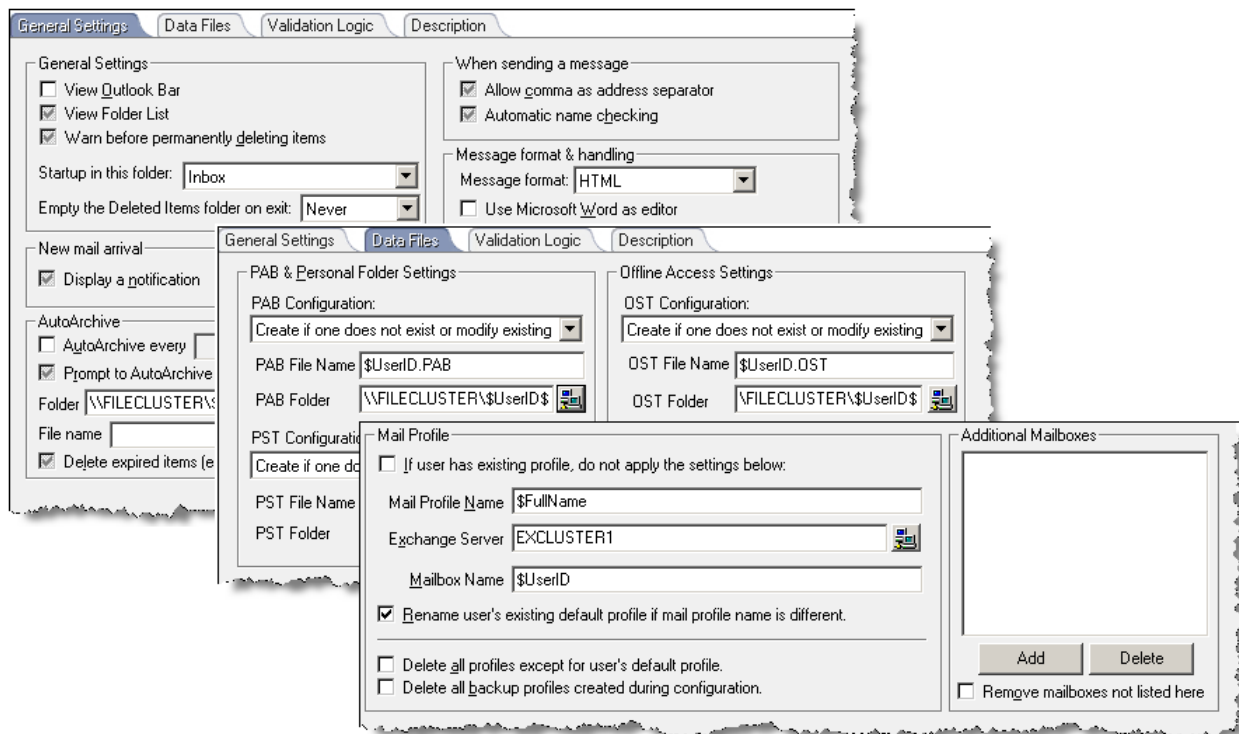 General Settings
Data Files
Validation Logic
Description
General Settings
View Outlook Bar
View Folder List
Warn before permanently deleting items
Startup in this folder: Inbox
Empty the Deleted Items folder on exit: Never
When sending a message
Allow comma as address separator
Automatic name checking
Message format & handling
Message format: HTML
Use Microsoft Word as editor
New mail arrival
Display a notification
AutoArchive
AutoArchive every
Prompt to AutoArchive
Folder \\FILECLUSTER\$
File name
Delete expired items (e
General Settings
Data Files
Validation Logic
Description
PAB & Personal Folder Settings
PAB Configuration:
Create if one does not exist or modify existing
PAB File Name $UserID.PAB
PAB Folder \\FILECLUSTER\$UserID$
PST Configuratio
Create if one do
PST File Name
PST Folder
Offline Access Settings
OST Configuration:
Create if one does not exist or modify existing
OST File Name $UserID.OST
OST Folder \FILECLUSTER\$UserID$
Mail Profile
If user has existing profile, do not apply the settings below:
Mail Profile Name $FullName
Exchange Server EXCLUSTER1
Mailbox Name $UserID
Rename user's existing default profile if mail profile name is different.
Delete all profiles except for user's default profile.
Delete all backup profiles created during configuration.
Additional Mailboxes
Add
Delete
Remove mailboxes not listed here